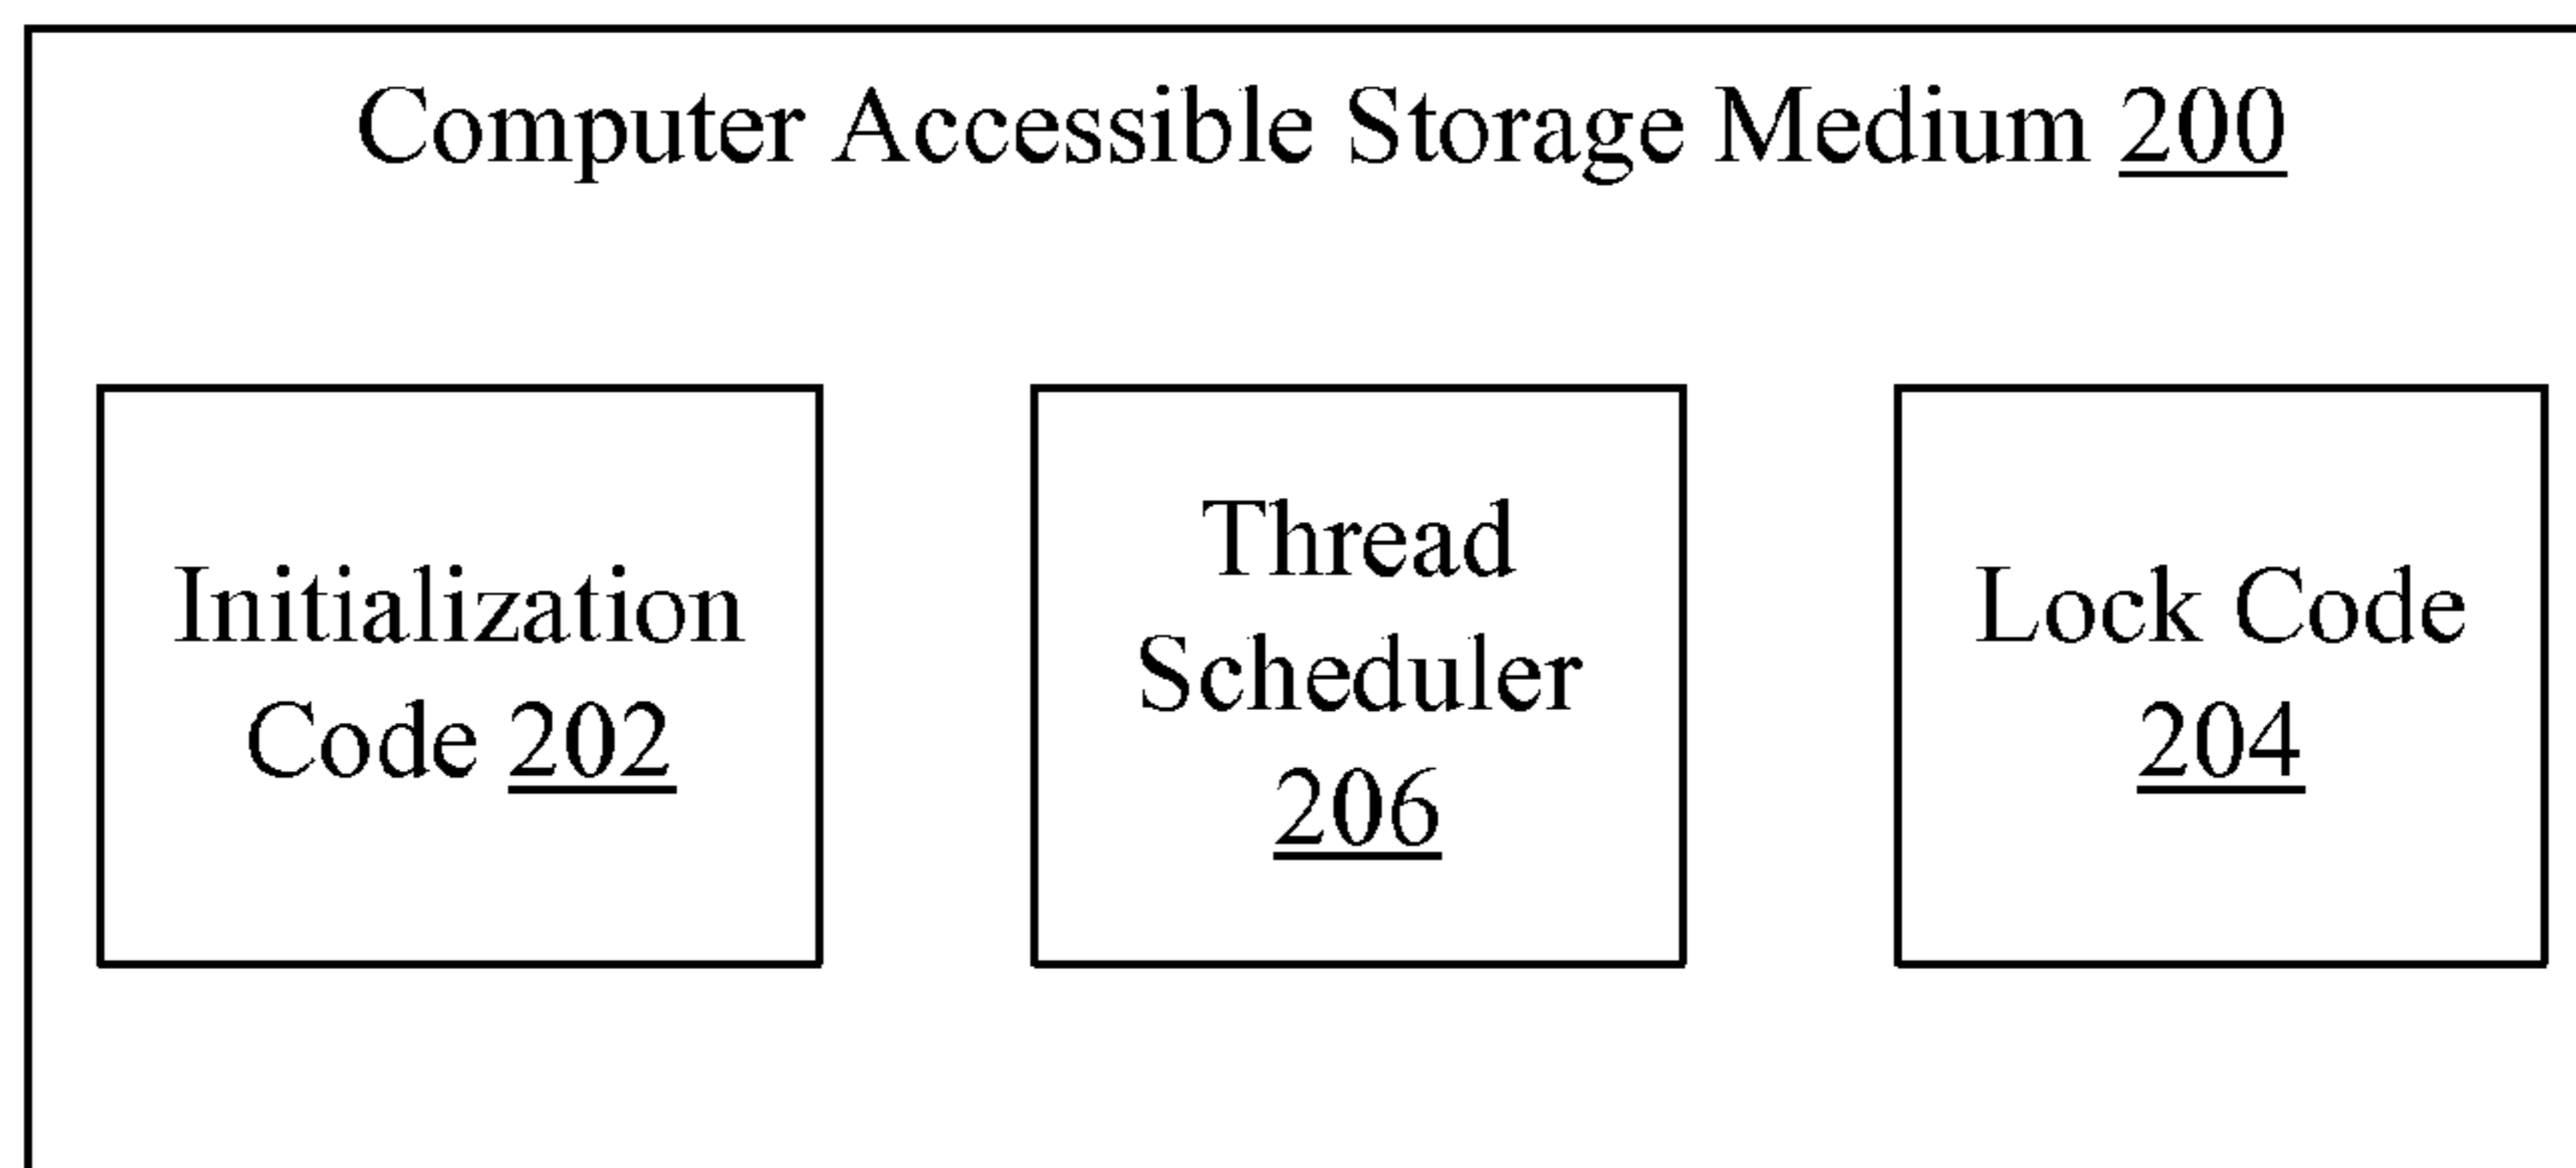 Computer Accessible Storage Medium 200
Initialization
Code 202
Thread
Scheduler
206
Lock Code
204